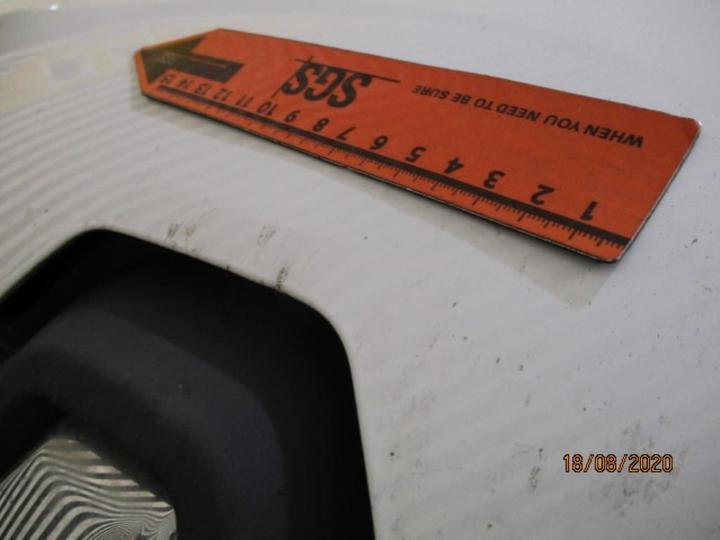 WHEN YOU NEED TO BE SURE
SGS
1 2 3 4 5 6 7 8 9 10 11 12 13 14 15
18/08/2020